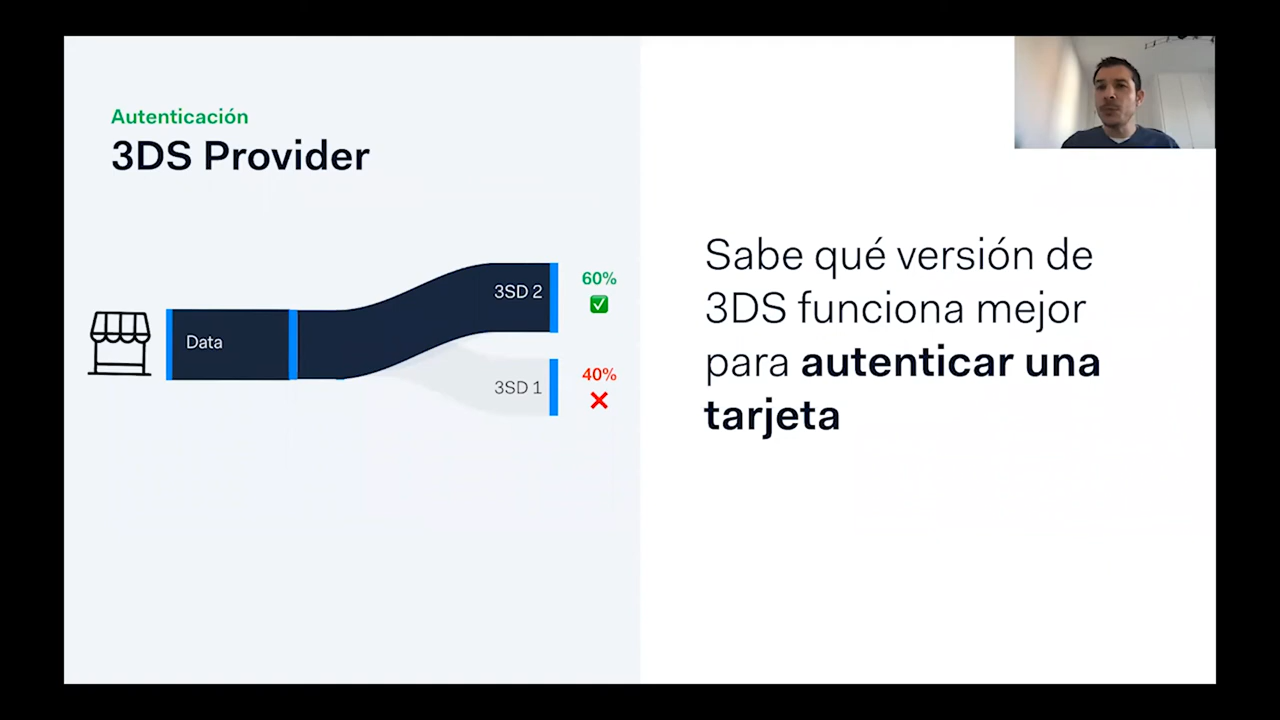 Autenticación
3DS Provider
Data
3SD 2
60%
3SD 1
40%
Sabe qué versión de
3DS funciona mejor
para autenticar una
tarjeta